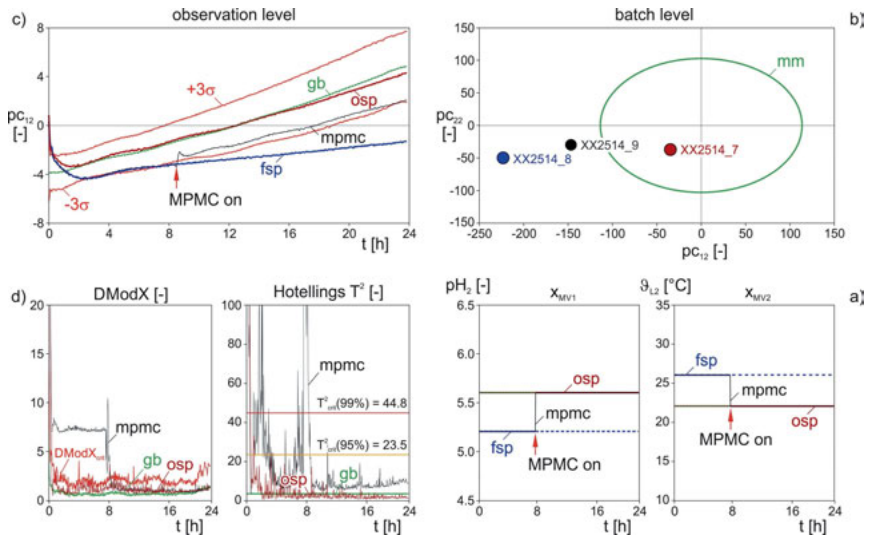 c)
observation level
8
4
0
-4
-8
pc₁₂
[-]
+3σ
gb
osp
mpmc
fsp
MPMC on
-3σ
0
6
12
16
20
24
t [h]
batch level
b)
150
100
50
0
-50
-100
-150
pc₂₂
[-]
mm
XX2514_9
XX2514_8
XX2514_7
-250
-200
-150
-100
-50
0
50
100
150
pc₁₂ [-]
d)
DModX [-]
20
15
10
5
0
mpmc
DModX_crit
gb
osp
0
8
16
24
t [h]
Hotellings T² [-]
100
80
60
40
20
0
mpmc
T²crit(99%) = 44.8
T²crit(95%) = 23.5
gb
osp
0
8
16
24
t [h]
pH₂ [-]
x_MV1
6.5
6.0
5.5
5.0
4.5
osp
mpmc
fsp
MPMC on
0
8
16
24
t [h]
ϑ_L2 [°C]
x_MV2
a)
35
30
25
20
15
10
fsp
mpmc
osp
MPMC on
0
8
16
24
t [h]